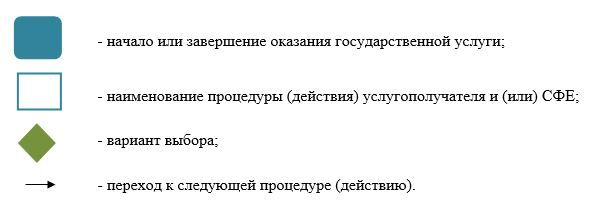 - начало или завершение оказания государственной услуги;
- наименование процедуры (действия) услугополучателя и (или) СФЕ;
- вариант выбора;
- переход к следующей процедуре (действию).